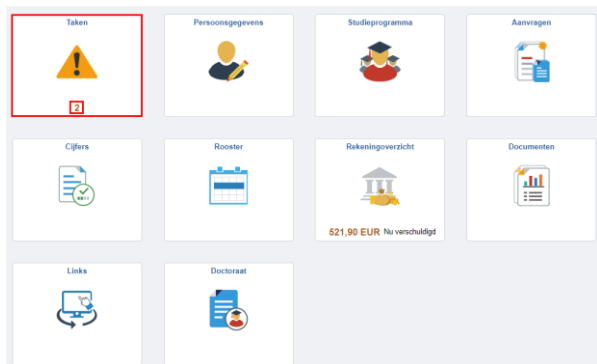 Taken
Persoonsgegevens
Studieprogramma
Aanvragen
2
Cijfers
Rooster
Rekeningoverzicht
Documenten
521,90 EUR Nu verschuldigd
Links
Doctoraat